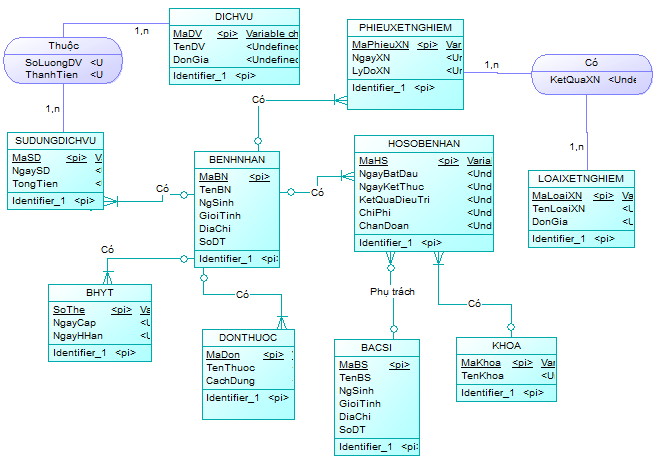 DICHVU
MaDV <pi> Variable ch
TenDV <Undefined
DonGia <Undefined
Identifier_1 <pi>
1,n
Thuộc
SoLuongDV <U
ThanhTien <U
1,n
PHIEUXETNGHIEM
MaPhieuXN <pi> Vari
NgayXN <Un
LyDoXN <Un
Identifier_1 <pi>
1,n
Có
KetQuaXN <Unde
1,n
Có
SUDUNGDICHVU
MaSD <pi> V
NgaySD <
TongTien <
Identifier_1 <pi>
Có
BENHNHAN
MaBN <pi>
TenBN
NgSinh
GioiTinh
DiaChi
SoDT
Identifier_1 <pi>
Có
HOSOBENHAN
MaHS <pi> Varia
NgayBatDau <Und
NgayKetThuc <Und
KetQuaDieuTri <Und
ChiPhi <Und
ChanDoan <Und
Identifier_1 <pi>
LOAIXETNGHIEM
MaLoaiXN <pi> Va
TenLoaiXN <U
DonGia <U
Identifier_1 <pi>
Có
BHYT
SoThe <pi> Va
NgayCap <U
NgayHHan <U
Identifier_1 <pi>
Có
DONTHUOC
MaDon <pi>
TenThuoc
CachDung
Identifier_1 <pi>
Phụ trách
BACSI
MaBS <pi>
TenBS
NgSinh
GioiTinh
DiaChi
SoDT
Identifier_1 <pi>
Có
KHOA
MaKhoa <pi> Vari
TenKhoa <U
Identifier_1 <pi>